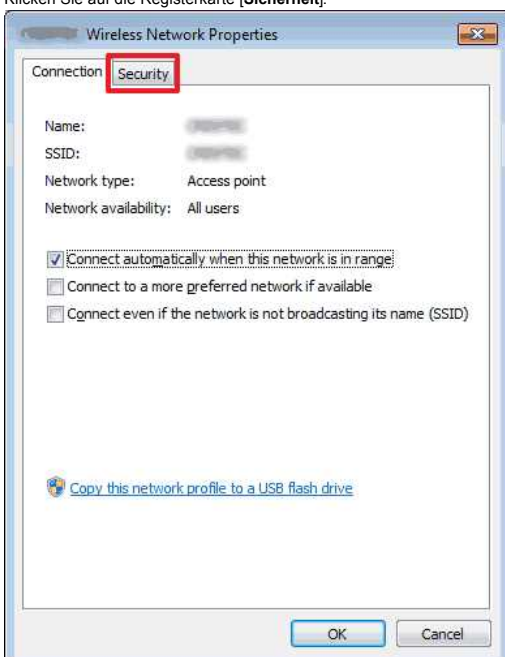 Klicken Sie auf die Registerkarte [Sicherheit].
Wireless Network Properties
Connection Security
Name:
SSID:
Network type: Access point
Network availability: All users
Connect automatically when this network is in range
Connect to a more preferred network if available
Connect even if the network is not broadcasting its name (SSID)
Copy this network profile to a USB flash drive
OK Cancel